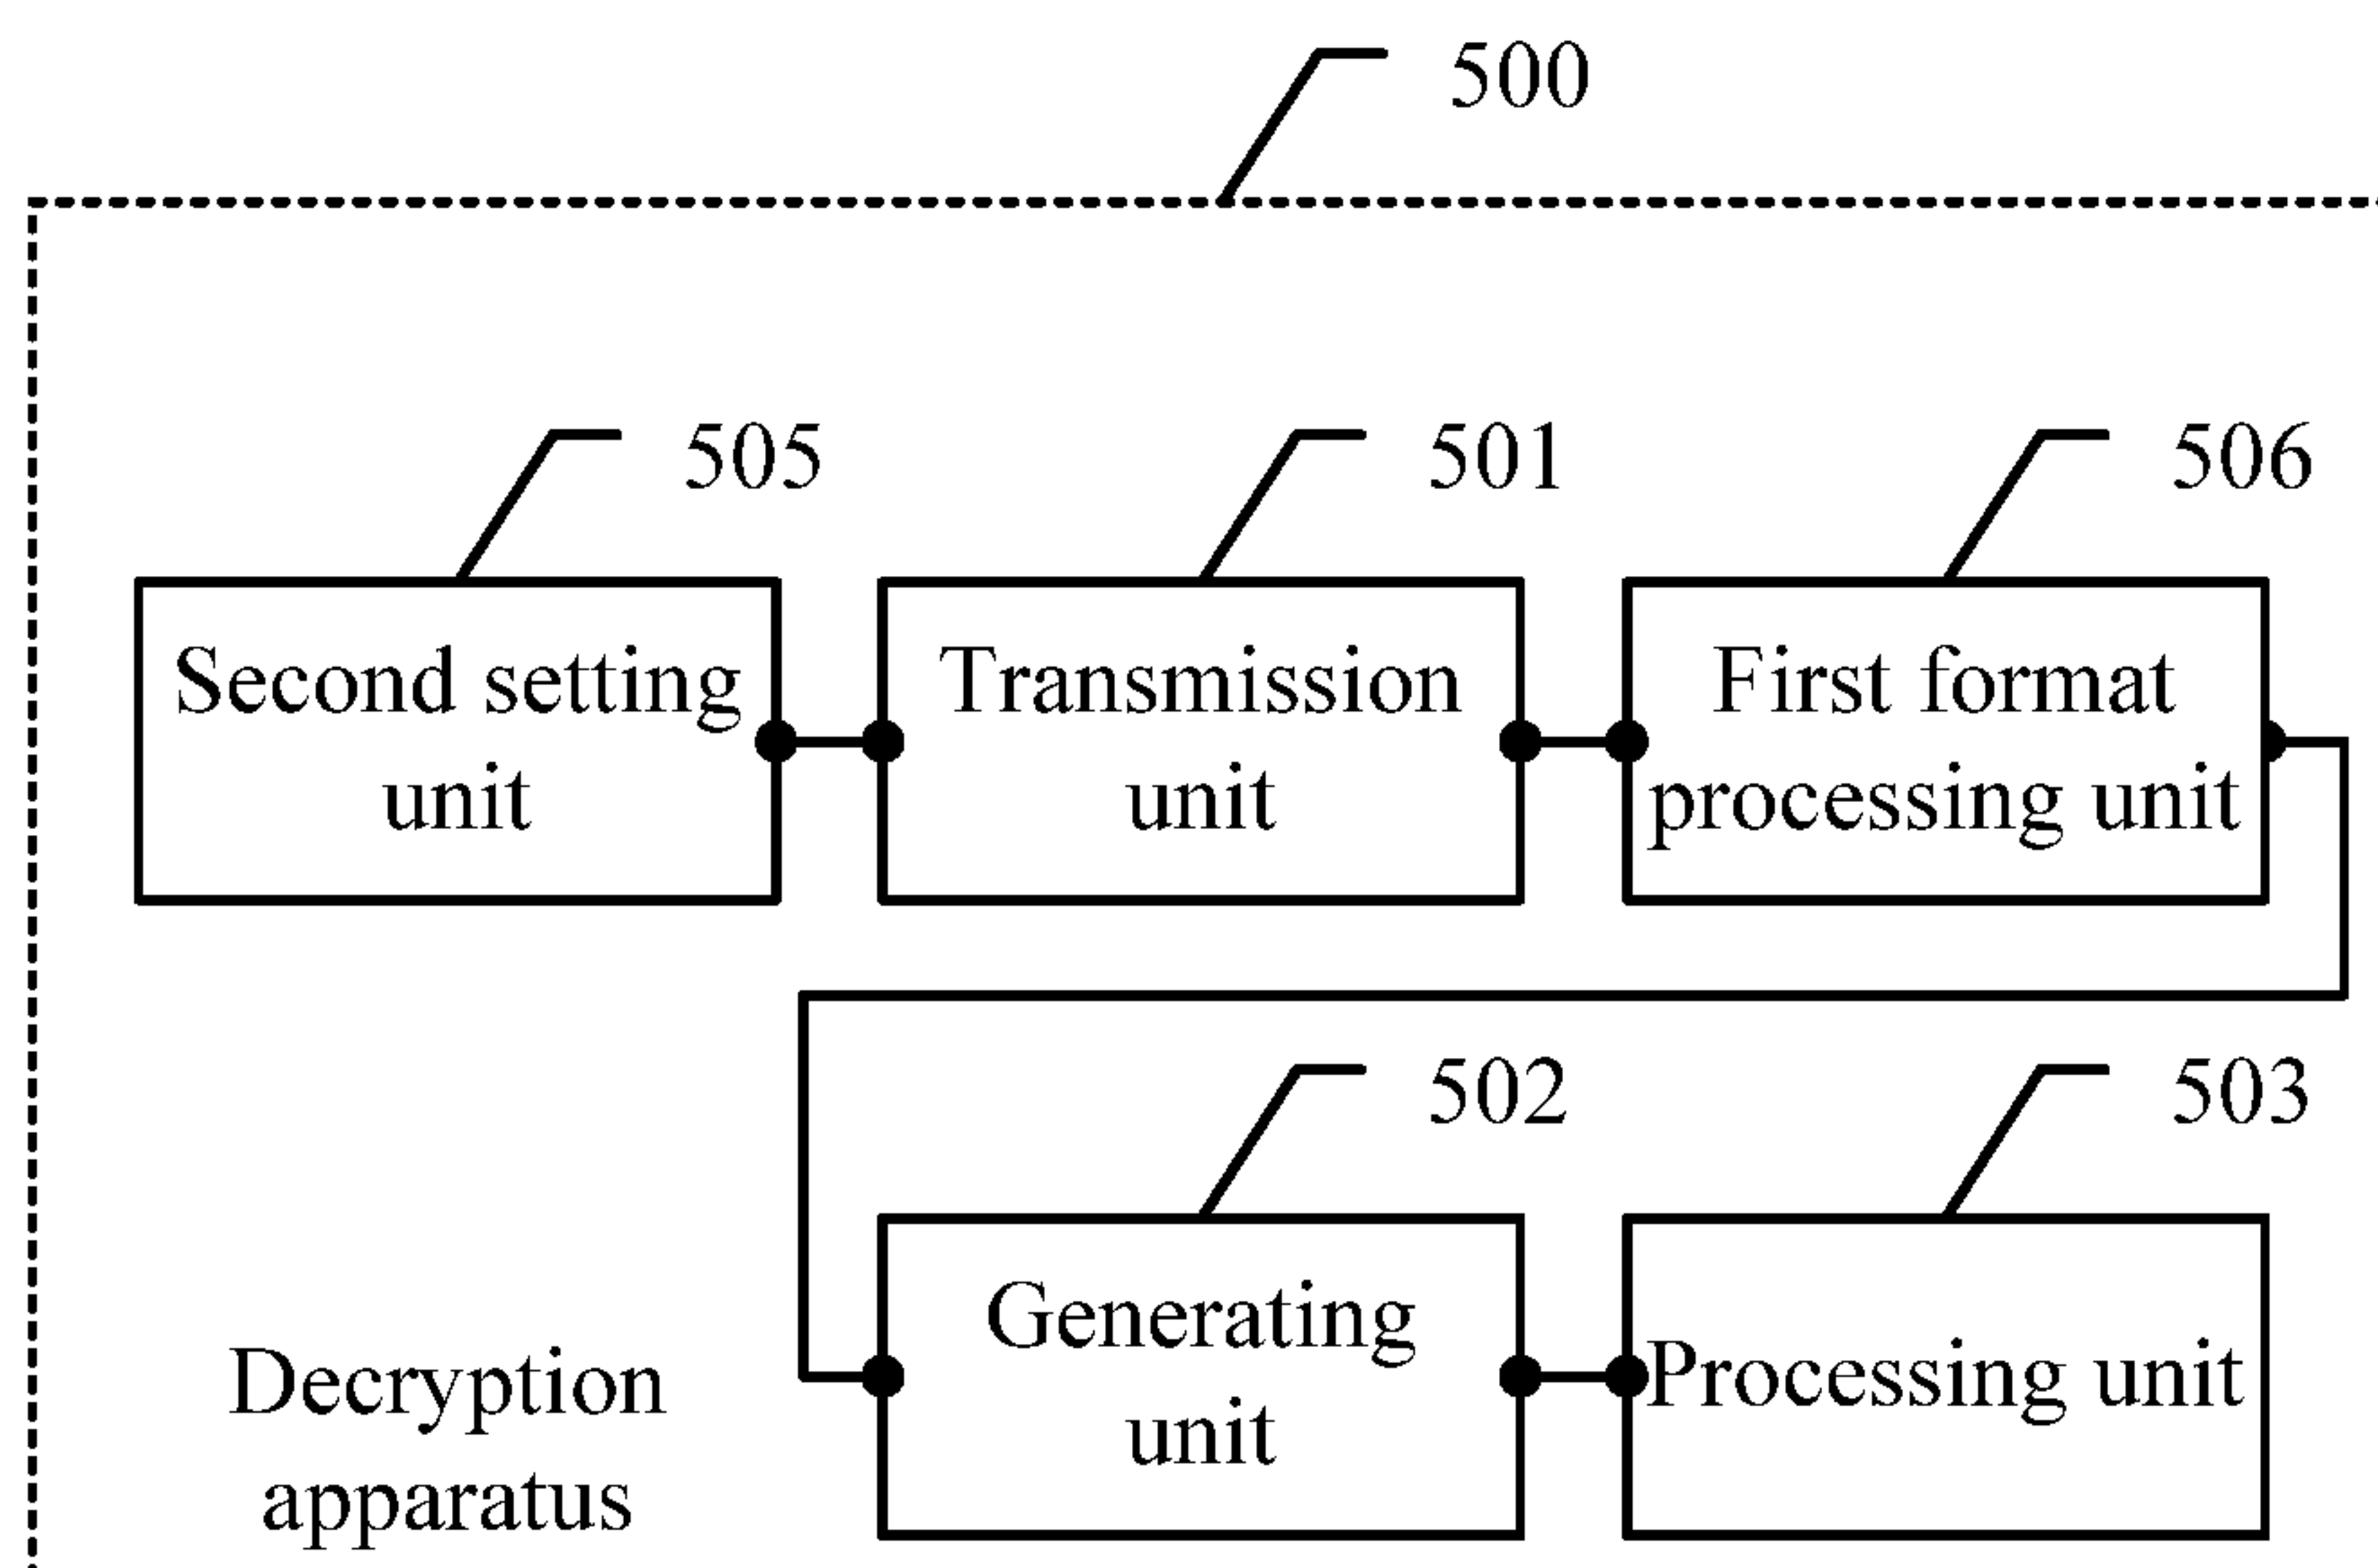 500
505
501
506
Second setting
unit
Transmission
unit
First format
processing unit
502
503
Generating
unit
Processing unit
Decryption
apparatus